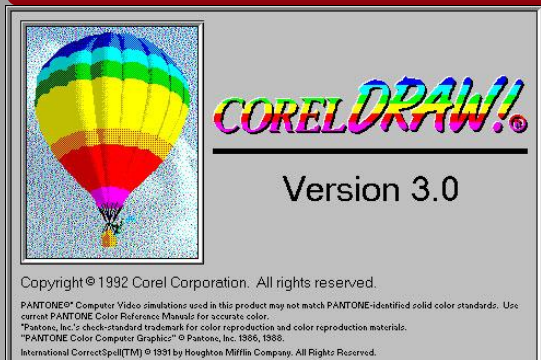 CORELDRAW!®
Version 3.0
Copyright © 1992 Corel Corporation. All rights reserved.
PANTONE®* Computer Video simulations used in this product may not match PANTONE-identified solid color standards. Use
current PANTONE Color Reference Manuals for accurate color.
*Pantone, Inc.'s check-standard trademark for color reproduction and color reproduction materials.
"PANTONE Color Computer Graphics" © Pantone, Inc. 1986, 1988.
International CorrectSpell(TM) © 1991 by Houghton Mifflin Company. All Rights Reserved.